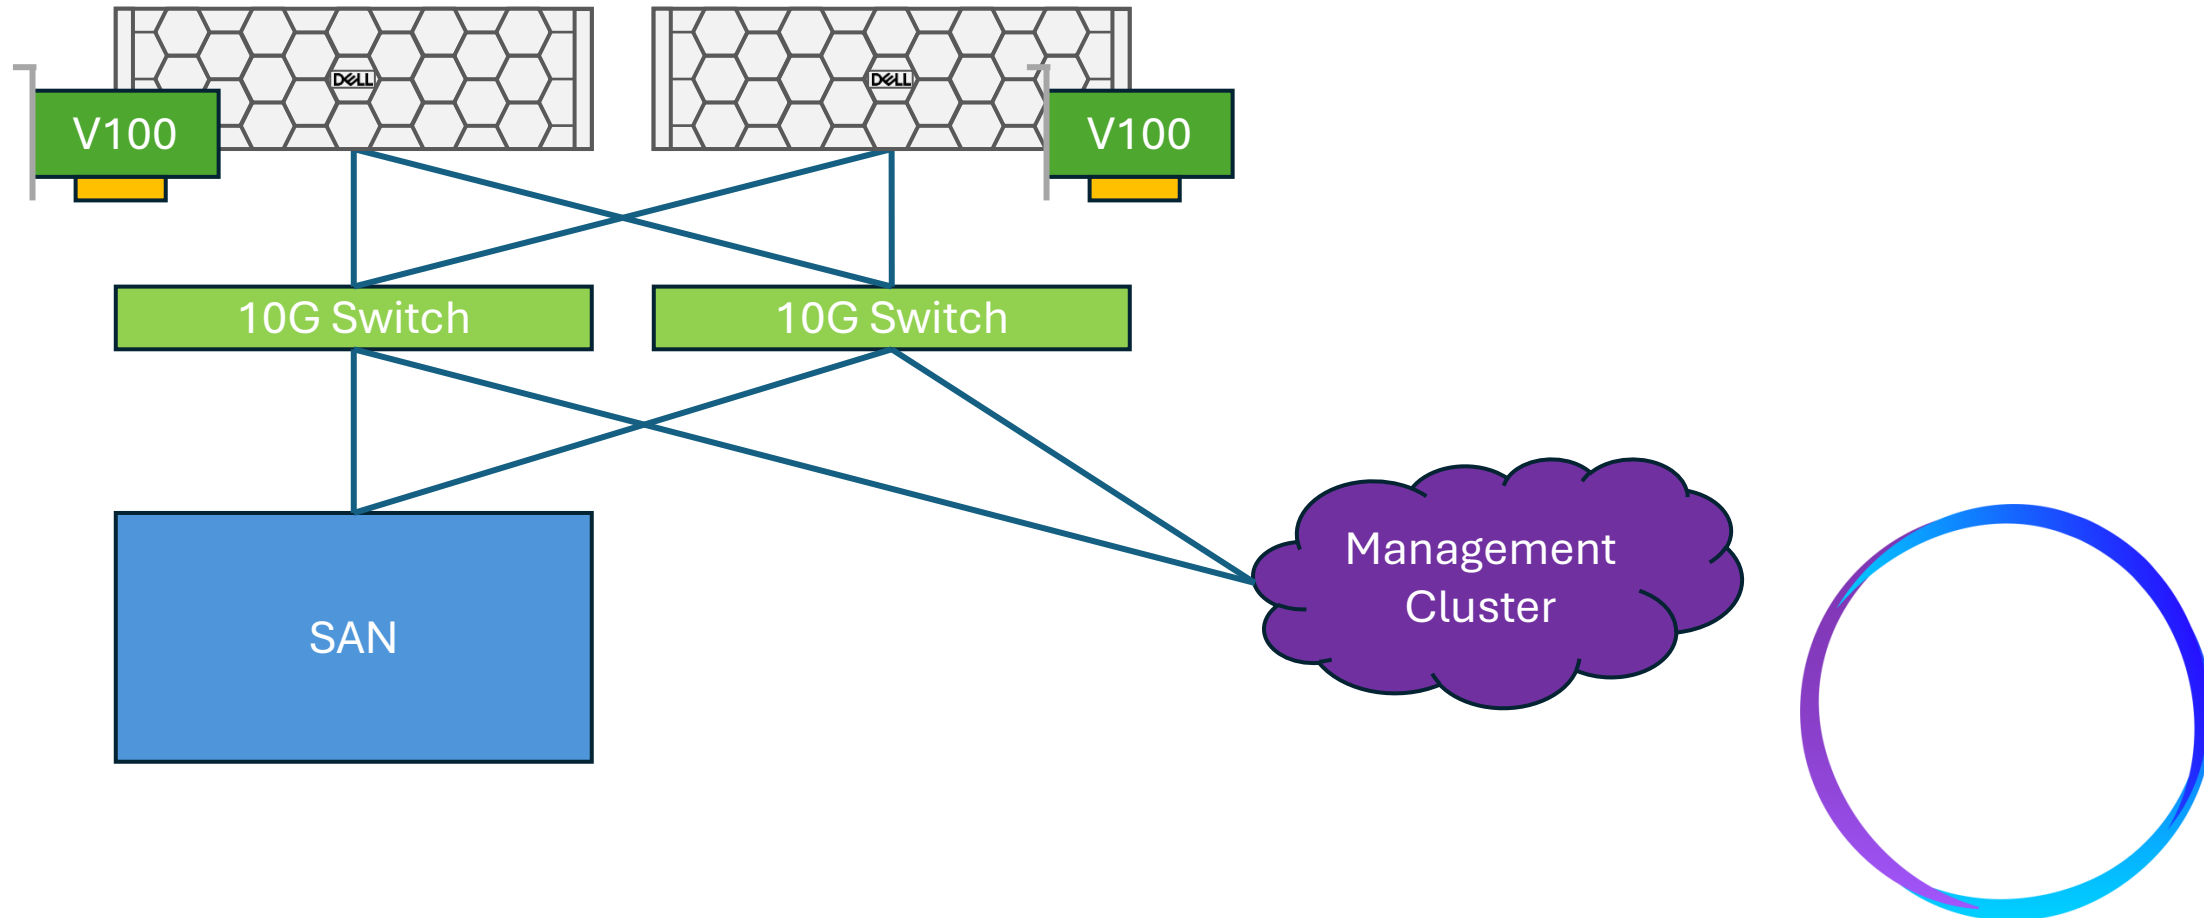 DELL
DELL
V100
V100
10G Switch
10G Switch
Management
Cluster
SAN